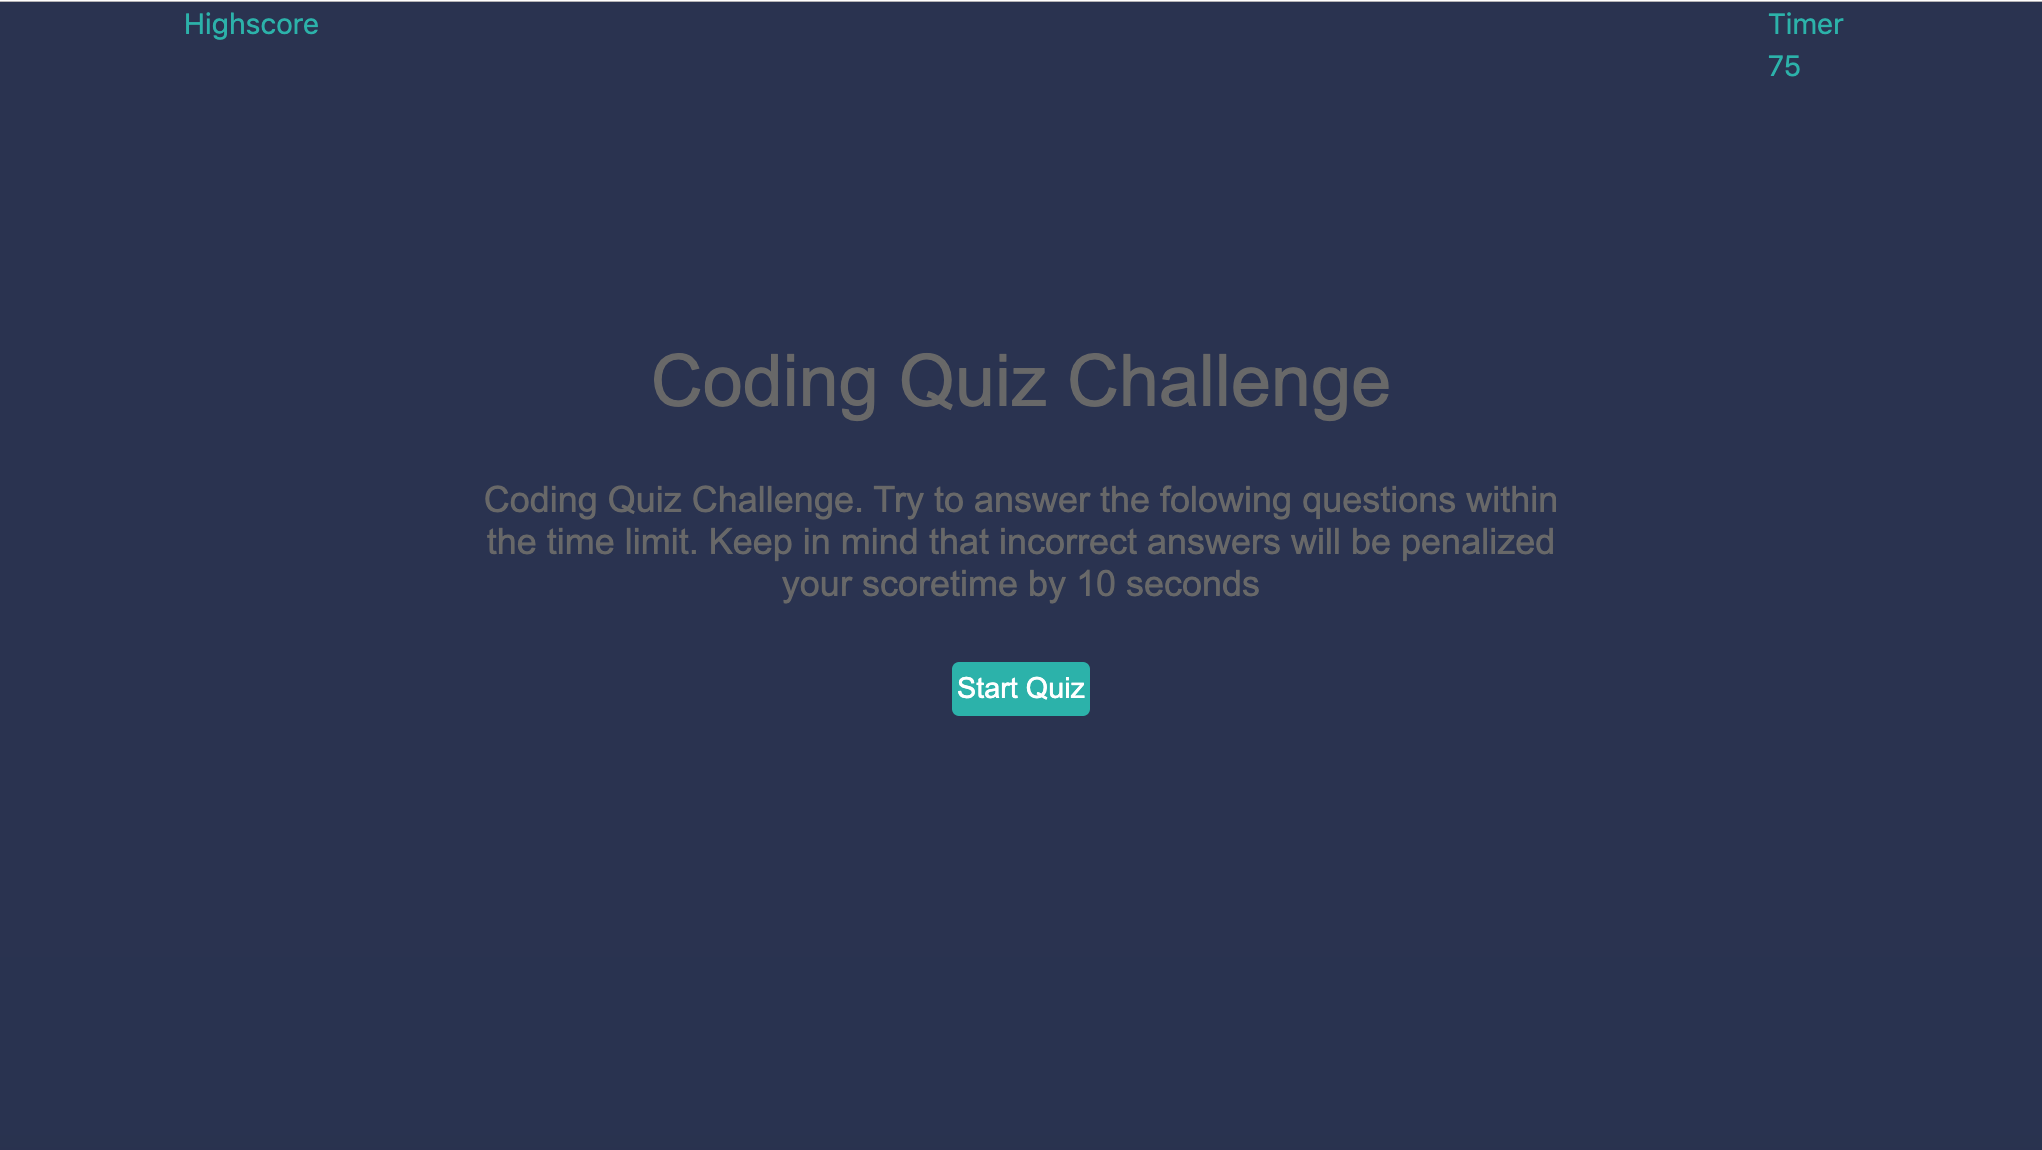 Highscore
Timer
75
Coding Quiz Challenge
Coding Quiz Challenge. Try to answer the folowing questions within
the time limit. Keep in mind that incorrect answers will be penalized
your scoretime by 10 seconds
Start Quiz